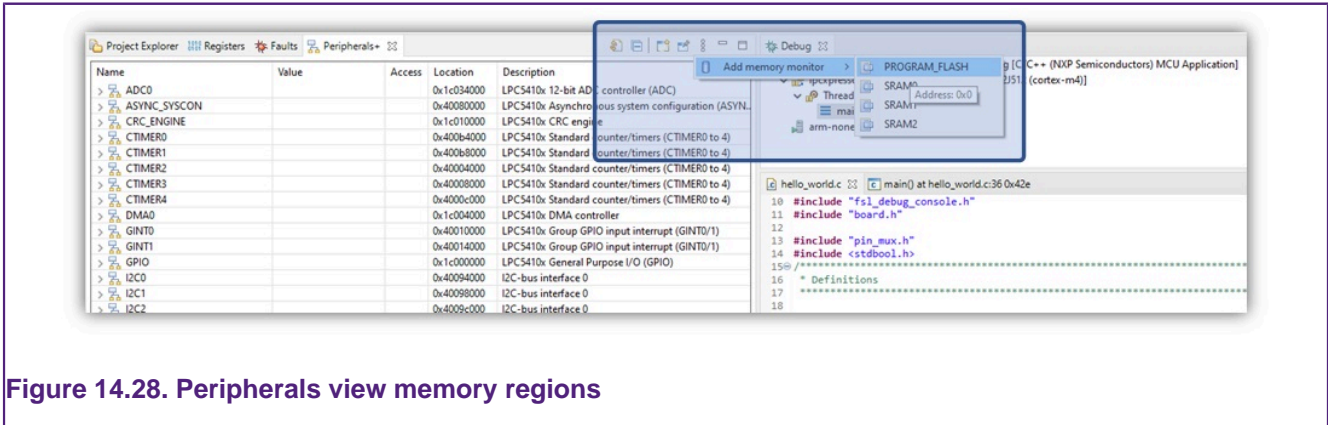 Project Explorer Registers Faults Peripherals+ Debug
Name Value Access Location Description
ADC0 0x1c034000 LPC5410x 12-bit ADC controller (ADC)
ASYNC_SYSCON 0x40080000 LPC5410x Asynchronous system configuration (ASYN...
CRC_ENGINE 0x1c010000 LPC5410x CRC engine
CTIMER0 0x400b4000 LPC5410x Standard counter/timers (CTIMER0 to 4)
CTIMER1 0x400b8000 LPC5410x Standard counter/timers (CTIMER0 to 4)
CTIMER2 0x40004000 LPC5410x Standard counter/timers (CTIMER0 to 4)
CTIMER3 0x40008000 LPC5410x Standard counter/timers (CTIMER0 to 4)
CTIMER4 0x4000c000 LPC5410x Standard counter/timers (CTIMER0 to 4)
DMA0 0x1c004000 LPC5410x DMA controller
GINT0 0x40010000 LPC5410x Group GPIO input interrupt (GINT0/1)
GINT1 0x40014000 LPC5410x Group GPIO input interrupt (GINT0/1)
GPIO 0x1c000000 LPC5410x General Purpose I/O (GPIO)
I2C0 0x40094000 I2C-bus interface 0
I2C1 0x40098000 I2C-bus interface 0
I2C2 0x4009c000 I2C-bus interface 0
Add memory monitor > PROGRAM_FLASH
SRAM0
Address: 0x0
SRAM1
SRAM2
(NXP Semiconductors) MCU Application]
(cortex-m4)]
Thread
mai
arm-none
hello_world.c main() at hello_world.c:36 0x42e
10 #include "fsl_debug_console.h"
11 #include "board.h"
12
13 #include "pin_mux.h"
14 #include <stdbool.h>
15 /*******************************************************************************
16 * Definitions
17 ******************************************************************************
18
Figure 14.28. Peripherals view memory regions